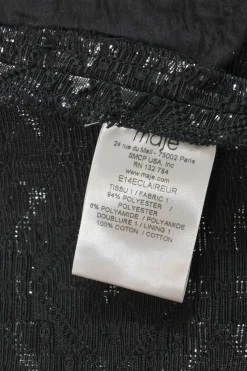 maje
24 rue du Mail - 75002 Paris
SMCP USA, Inc
RN 132 784
www.maje.com
E14ECLAIREUR
TISSU 1 / FABRIC 1
94% POLYESTER /
POLYESTER
6% POLYAMIDE / POLYAMIDE
DOUBLURE 1 / LINING 1
100% COTON / COTTON